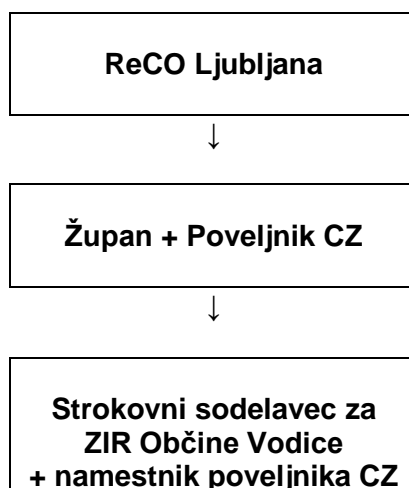 ReCO Ljubljana
↓
Župan + Poveljnik CZ
↓
Strokovni sodelavec za
ZIR Občine Vodice
+ namestnik poveljnika CZ